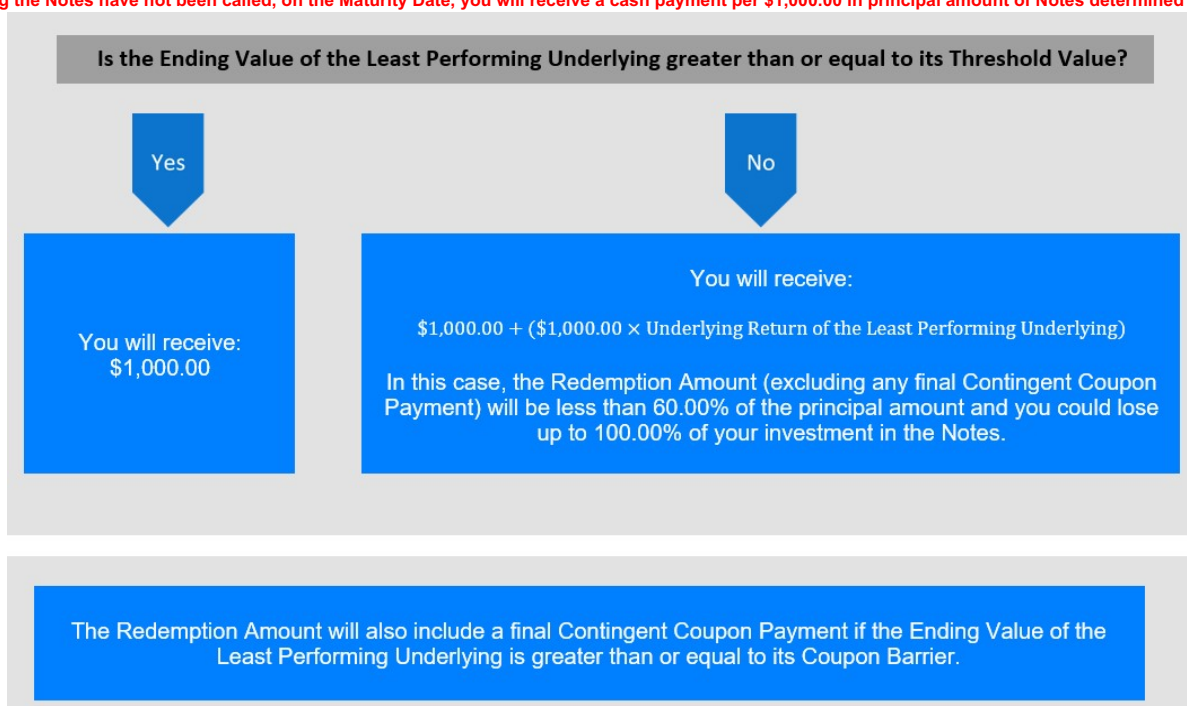 g the Notes have not been called, on the Maturity Date, you will receive a cash payment per $1,000.00 in principal amount of Notes determined
Is the Ending Value of the Least Performing Underlying greater than or equal to its Threshold Value?
Yes
No
You will receive:
$1,000.00
You will receive:
$1,000.00 + ($1,000.00 × Underlying Return of the Least Performing Underlying)
In this case, the Redemption Amount (excluding any final Contingent Coupon
Payment) will be less than 60.00% of the principal amount and you could lose
up to 100.00% of your investment in the Notes.
The Redemption Amount will also include a final Contingent Coupon Payment if the Ending Value of the
Least Performing Underlying is greater than or equal to its Coupon Barrier.